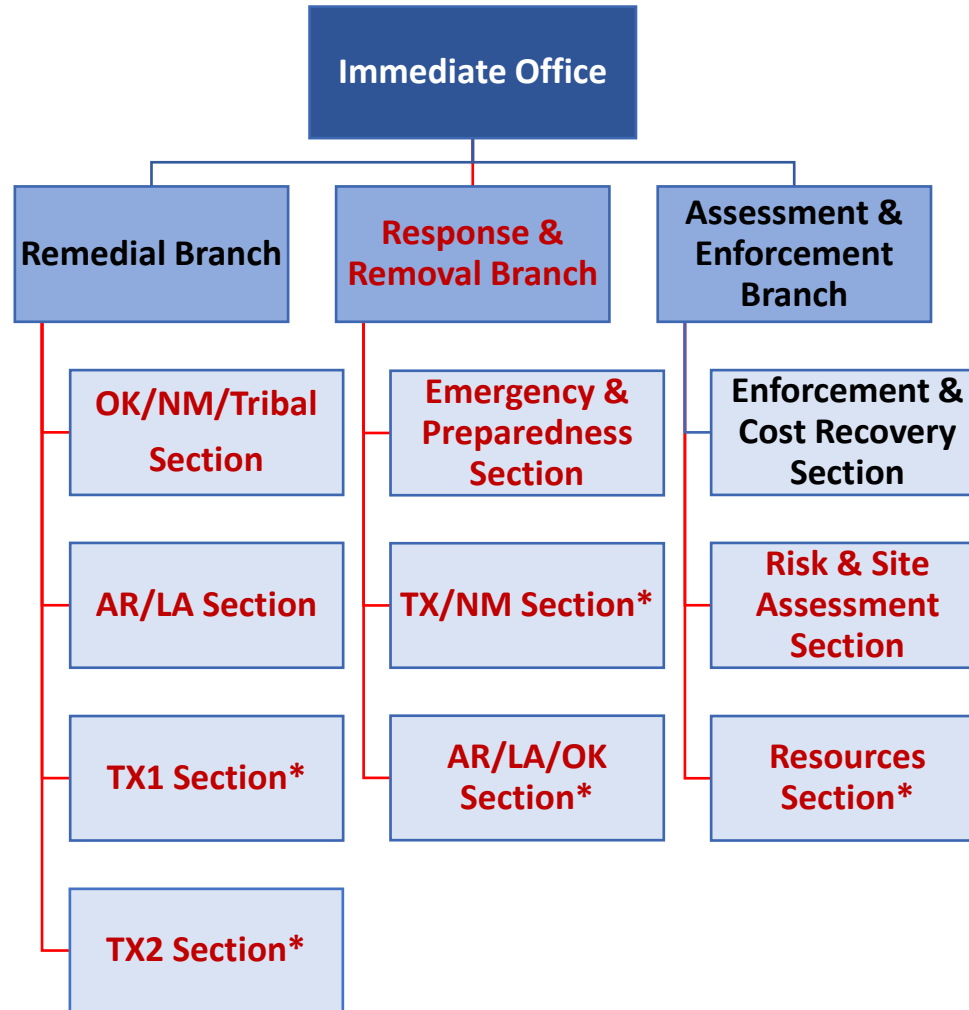 Immediate Office
Remedial Branch
Response &
Removal Branch
Assessment &
Enforcement
Branch
OK/NM/Tribal
Section
AR/LA Section
TX1 Section*
TX2 Section*
Emergency &
Preparedness
Section
TX/NM Section*
AR/LA/OK
Section*
Enforcement &
Cost Recovery
Section
Risk & Site
Assessment
Section
Resources
Section*